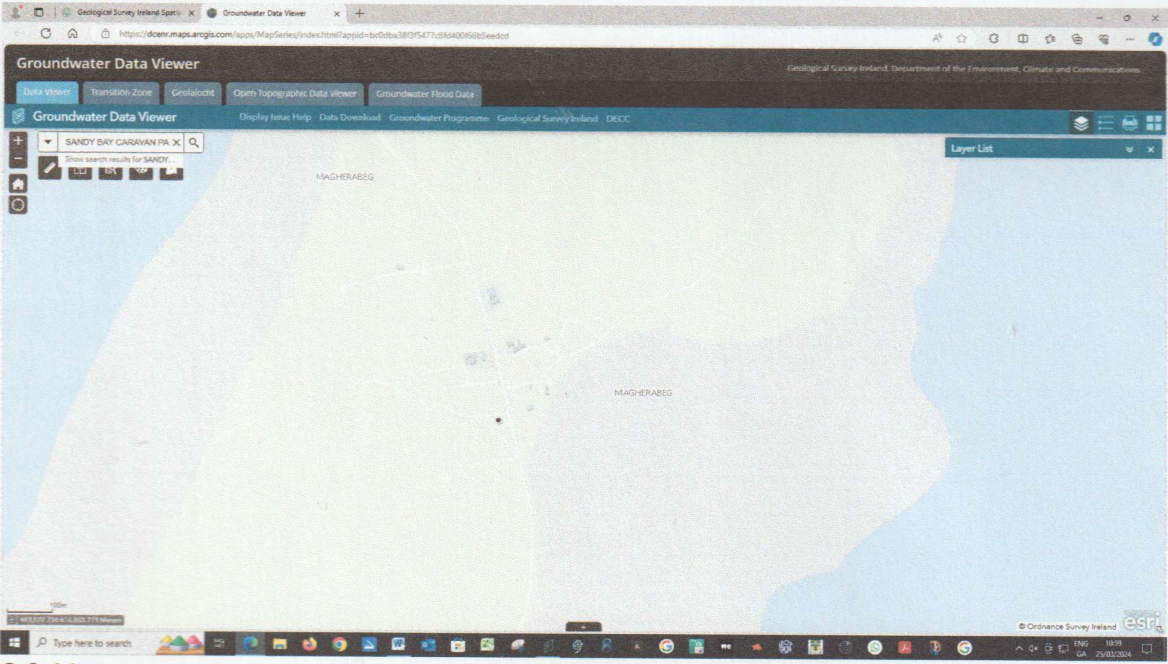 Geological Survey Ireland Spati
Groundwater Data Viewer
https://dcenr.maps.arcgis.com/apps/MapSeries/index.html?appid=
Groundwater Data Viewer
Geological Survey Ireland, Department of the Environment, Climate and Communications
Data Viewer
Transition Zone
Geolaíocht
Open Topographic Data Viewer
Groundwater Flood Data
Groundwater Data Viewer
Display Issue Help
Data Download
Groundwater Programme
Geological Survey Ireland
DECC
SANDY BAY CARAVAN PA
Show search results for SANDY...
Layer List
MAGHERABEG
MAGHERABEG
100m
© Ordnance Survey Ireland
esri
Type here to search
ENG
GA
10:59
25/03/2024